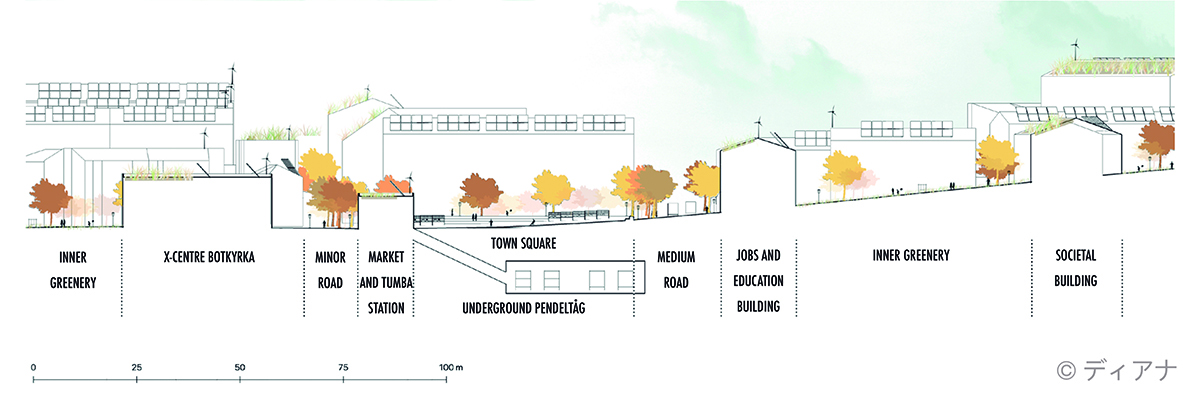 INNER
GREENERY
X-CENTRE BOTKYRKA
MINOR
ROAD
MARKET
AND TUMBA
STATION
TOWN SQUARE
UNDERGROUND PENDELTÅG
MEDIUM
ROAD
JOBS AND
EDUCATION
BUILDING
INNER GREENERY
SOCIETAL
BUILDING
0 25 50 75 100 m
© ディアナ